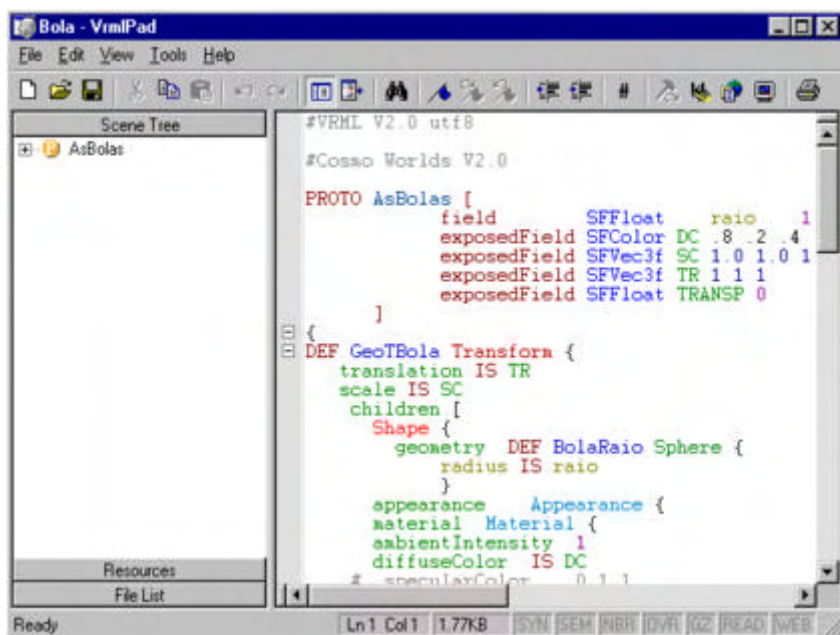 Bola - VrmlPad
File Edit View Tools Help
Scene Tree
AsBolas
Resources
File List
#VRML V2.0 utf8
#Cosmo Worlds V2.0
PROTO AsBolas [
field SFFloat raio 1
exposedField SFColor DC .8 .2 .4
exposedField SFVec3f SC 1.0 1.0 1
exposedField SFVec3f TR 1 1 1
exposedField SFFloat TRANSP 0
]
{
DEF GeoTBola Transform {
translation IS TR
scale IS SC
children [
Shape {
geometry DEF BolaRaio Sphere {
radius IS raio
}
appearance Appearance {
material Material {
ambientIntensity 1
diffuseColor IS DC
# specularColor 0 1 1
Ready Ln 1 Col 1 1.77KB SYN SEM NBR OVR GZ READ WEB